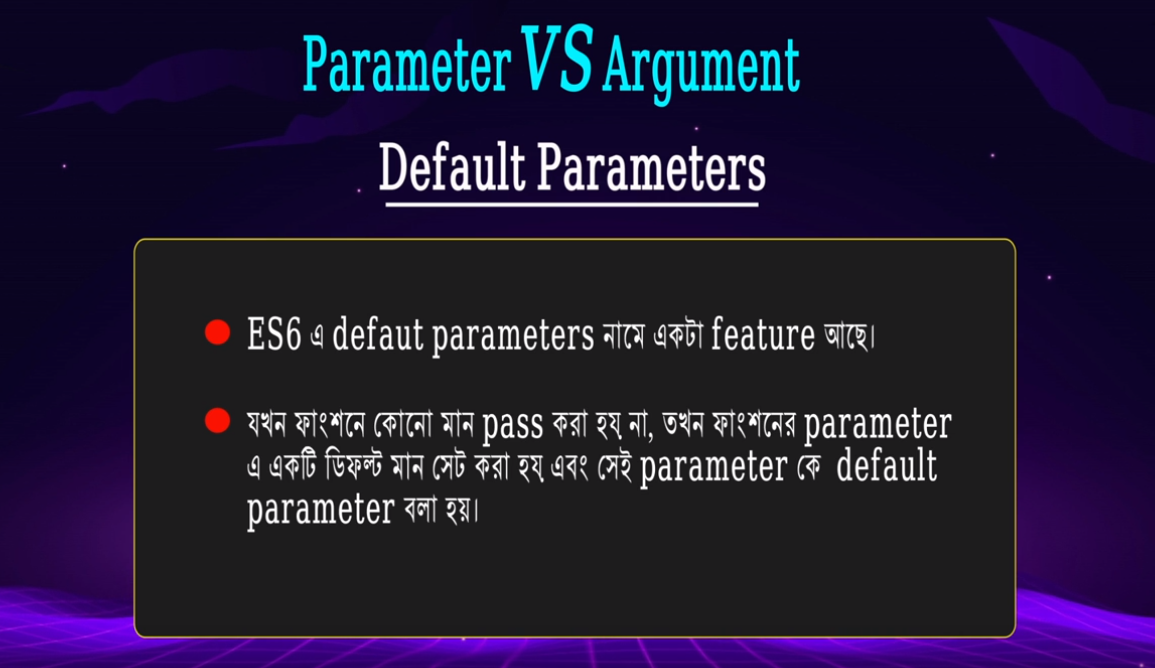 Parameter VS Argument
Default Parameters
ES6 এ defaut parameters নামে একটা feature আছে।
যখন ফাংশনে কোনো মান pass করা হয় না, তখন ফাংশনের parameter
এ একটি ডিফল্ট মান সেট করা হয় এবং সেই parameter কে default
parameter বলা হয়।